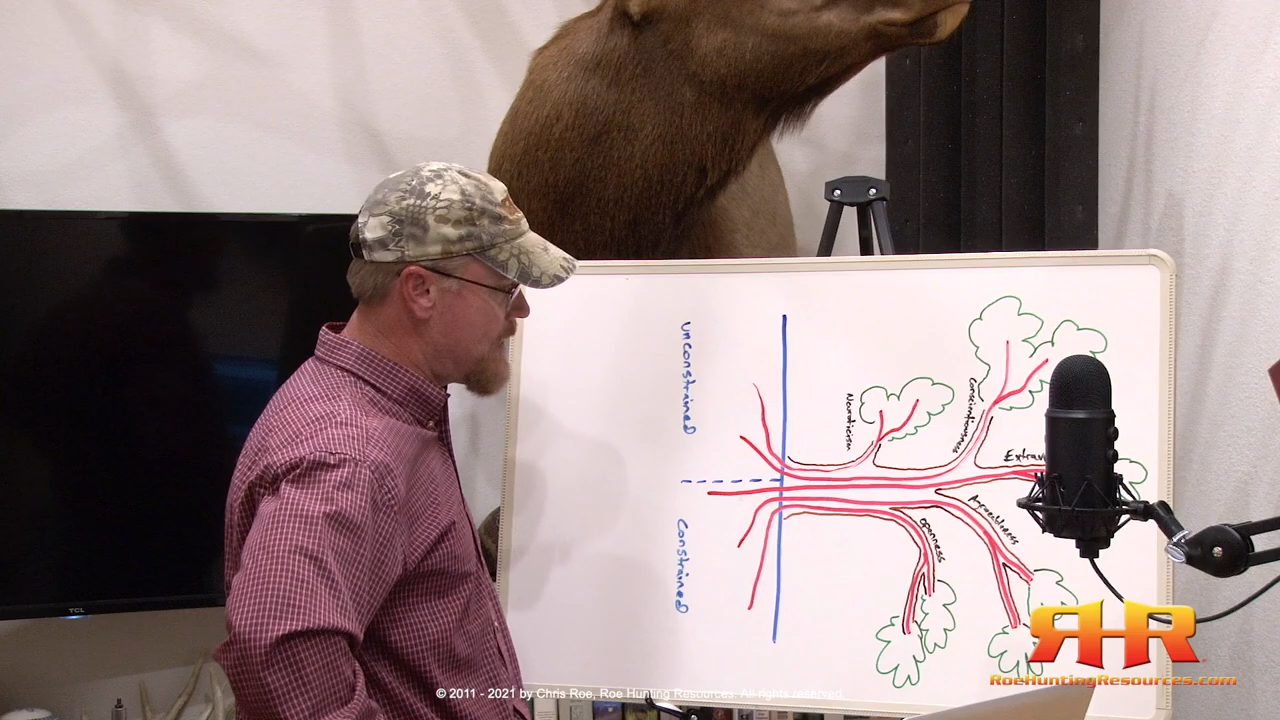 unconstrained
constrained
Neuroticism
Conscientiousness
Extrav
Agreeableness
openness
TCL
RHR
RoeHuntingResources.com
© 2011 - 2021 by Chris Roe, Roe Hunting Resources. All rights reserved.